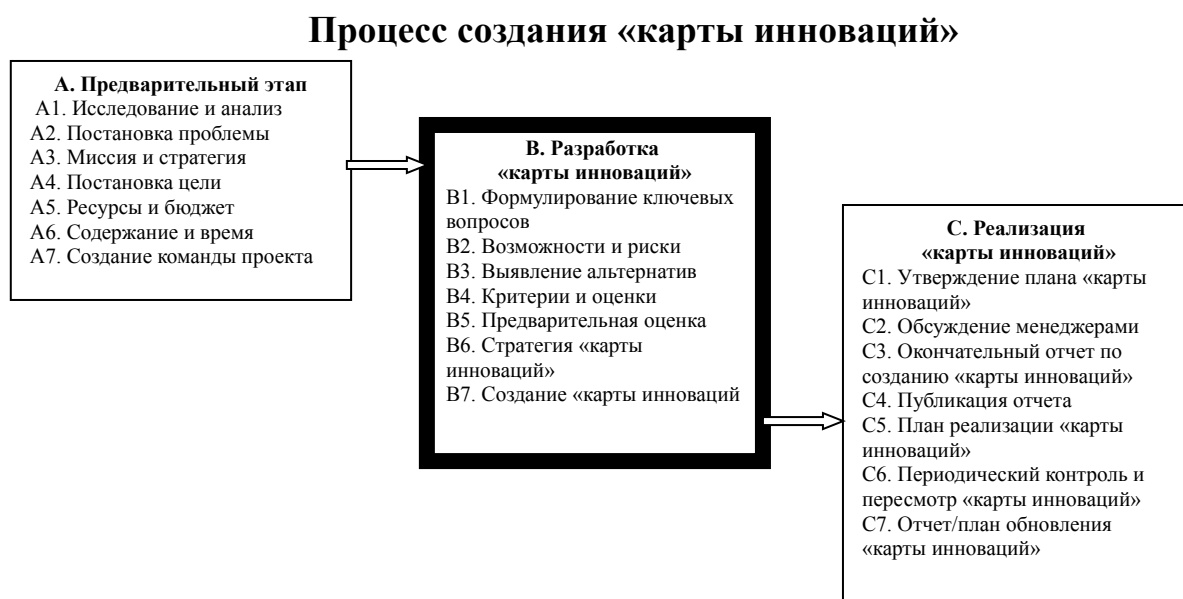 Процесс создания «карты инноваций»
А. Предварительный этап
А1. Исследование и анализ
А2. Постановка проблемы
А3. Миссия и стратегия
А4. Постановка цели
А5. Ресурсы и бюджет
А6. Содержание и время
А7. Создание команды проекта
В. Разработка
«карты инноваций»
В1. Формулирование ключевых
вопросов
В2. Возможности и риски
В3. Выявление альтернатив
В4. Критерии и оценки
В5. Предварительная оценка
В6. Стратегия «карты
инноваций»
В7. Создание «карты инноваций
С. Реализация
«карты инноваций»
С1. Утверждение плана «карты
инноваций»
С2. Обсуждение менеджерами
С3. Окончательный отчет по
созданию «карты инноваций»
С4. Публикация отчета
С5. План реализации «карты
инноваций»
С6. Периодический контроль и
пересмотр «карты инноваций»
С7. Отчет/план обновления
«карты инноваций»